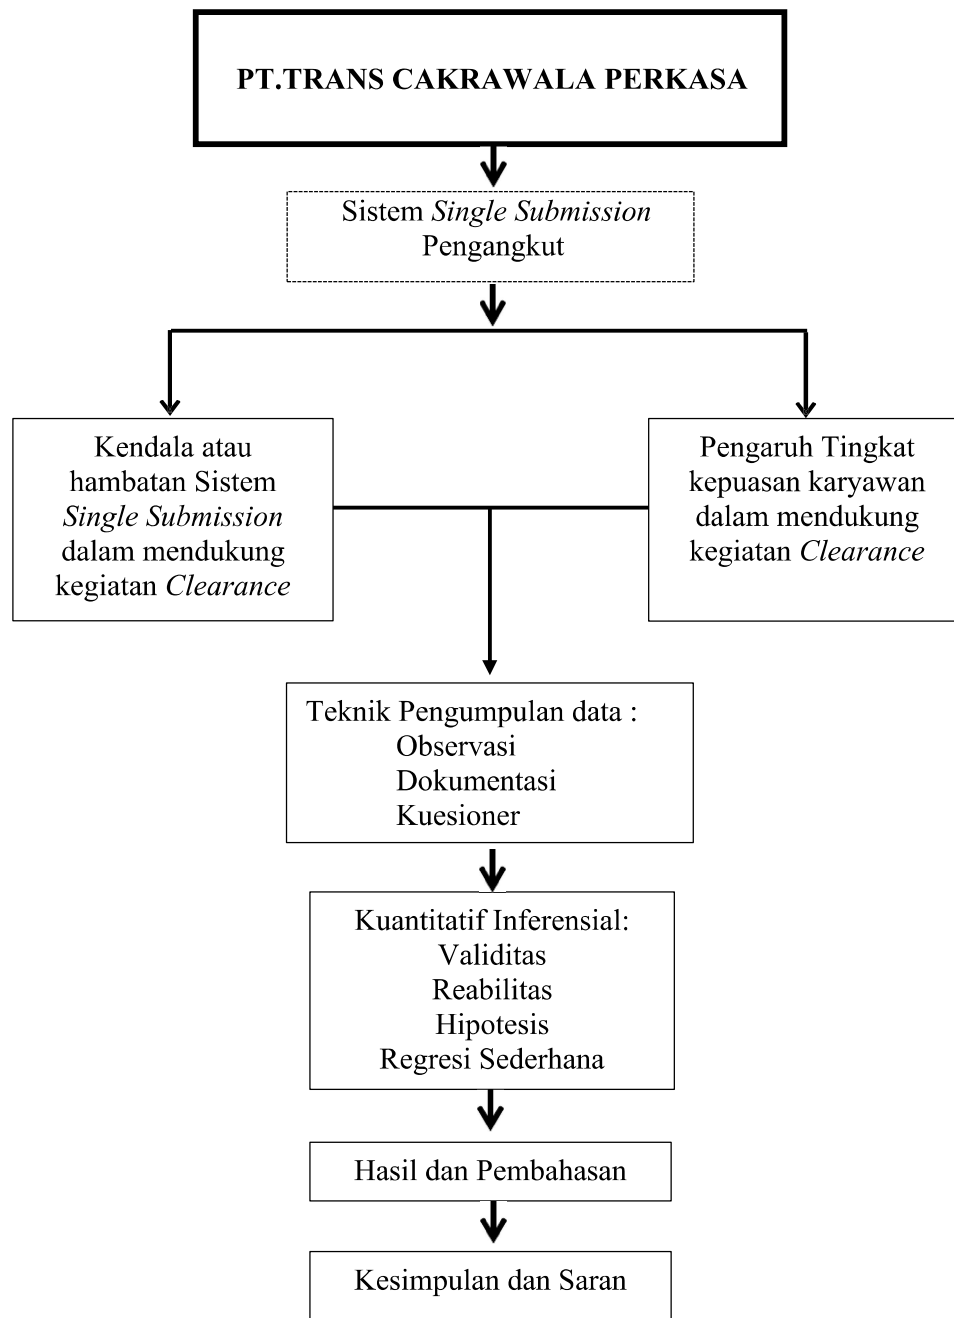 PT.TRANS CAKRAWALA PERKASA
Sistem Single Submission
Pengangkut
Kendala atau
hambatan Sistem
Single Submission
dalam mendukung
kegiatan Clearance
Pengaruh Tingkat
kepuasan karyawan
dalam mendukung
kegiatan Clearance
Teknik Pengumpulan data :
Observasi
Dokumentasi
Kuesioner
Kuantitatif Inferensial:
Validitas
Reabilitas
Hipotesis
Regresi Sederhana
Hasil dan Pembahasan
Kesimpulan dan Saran